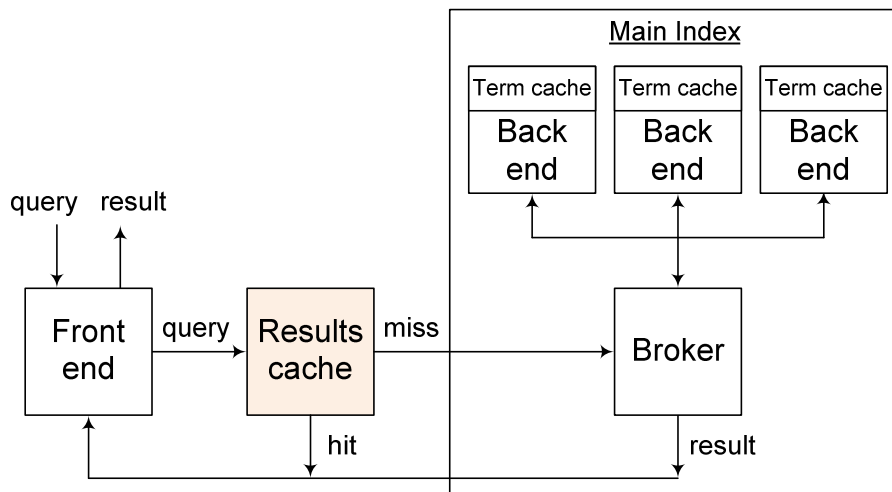 Main Index
Term cache
Term cache
Term cache
Back
end
Back
end
Back
end
query
result
Front
end
query
Results
cache
miss
Broker
hit
result